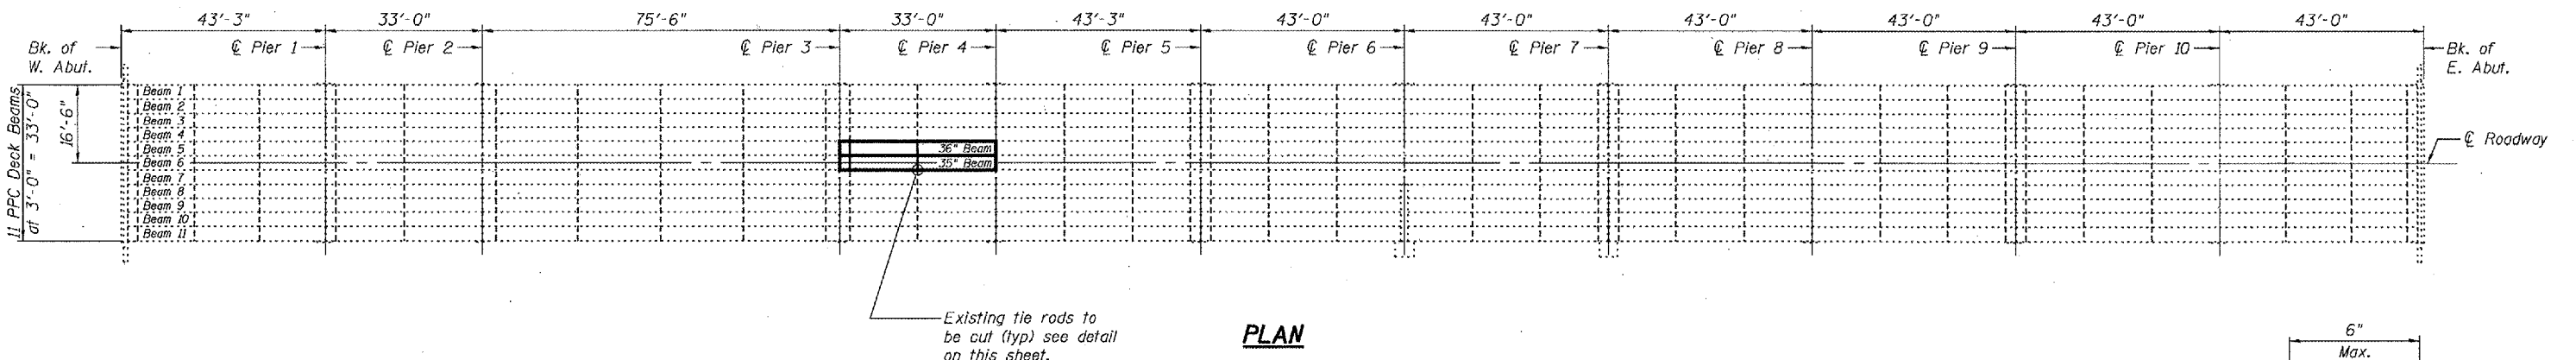 43'-3" 33'-0" 75'-6" 33'-0" 43'-3" 43'-0" 43'-0" 43'-0" 43'-0" 43'-0"
Bk. of
W. Abut.
℄ Pier 1
℄ Pier 2
℄ Pier 3
℄ Pier 4
℄ Pier 5
℄ Pier 6
℄ Pier 7
℄ Pier 8
℄ Pier 9
℄ Pier 10
Bk. of
E. Abut.
11 PPC Deck Beams
at 3'-0" = 33'-0"
16'-6"
Beam 1
Beam 2
Beam 3
Beam 4
Beam 5
Beam 6
Beam 7
Beam 8
Beam 9
Beam 10
Beam 11
36" Beam
35" Beam
℄ Roadway
Existing tie rods to
be cut (typ) see detail
on this sheet.
PLAN
6"
Max.